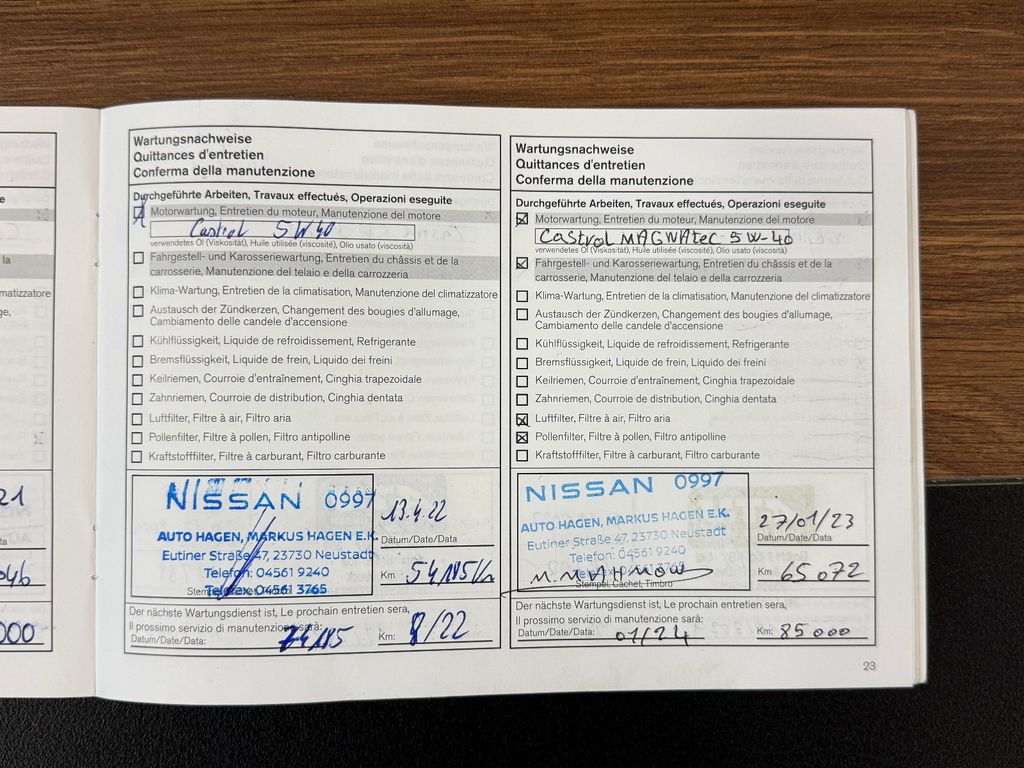 e
la
matizzatore
ge,
21
ata
046
000
Wartungsnachweise
Quittances d'entretien
Conferma della manutenzione
Durchgeführte Arbeiten, Travaux effectués, Operazioni eseguite
Motorwartung, Entretien du moteur, Manutenzione del motore
Castrol 5W40
verwendetes Öl (Viskosität), Huile utilisée (viscosité), Olio usato (viscosità)
Fahrgestell- und Karosseriewartung, Entretien du châssis et de la
carrosserie, Manutenzione del telaio e della carrozzeria
Klima-Wartung, Entretien de la climatisation, Manutenzione del climatizzatore
Austausch der Zündkerzen, Changement des bougies d'allumage,
Cambiamento delle candele d'accensione
Kühlflüssigkeit, Liquide de refroidissement, Refrigerante
Bremsflüssigkeit, Liquide de frein, Liquido dei freini
Keilriemen, Courroie d'entraînement, Cinghia trapezoidale
Zahnriemen, Courroie de distribution, Cinghia dentata
Luftfilter, Filtre à air, Filtro aria
Pollenfilter, Filtre à pollen, Filtro antipolline
Kraftstofffilter, Filtre à carburant, Filtro carburante
NISSAN 0997
AUTO HAGEN, MARKUS HAGEN E.K.
Eutiner Straße 47, 23730 Neustadt
Telefon: 04561 9240
Telefax 04561 3765
13.4.22
Datum/Date/Data
Km 54185 Km
Der nächste Wartungsdienst ist, Le prochain entretien sera,
Il prossimo servizio di manutenzione sarà:
Datum/Date/Data: 74185
Km: 8/22
Wartungsnachweise
Quittances d'entretien
Conferma della manutenzione
Durchgeführte Arbeiten, Travaux effectués, Operazioni eseguite
Motorwartung, Entretien du moteur, Manutenzione del motore
Castrol MAGNAtec 5W-40
verwendetes Öl (Viskosität), Huile utilisée (viscosité), Olio usato (viscosità)
Fahrgestell- und Karosseriewartung, Entretien du châssis et de la
carrosserie, Manutenzione del telaio e della carrozzeria
Klima-Wartung, Entretien de la climatisation, Manutenzione del climatizzatore
Austausch der Zündkerzen, Changement des bougies d'allumage,
Cambiamento delle candele d'accensione
Kühlflüssigkeit, Liquide de refroidissement, Refrigerante
Bremsflüssigkeit, Liquide de frein, Liquido dei freini
Keilriemen, Courroie d'entraînement, Cinghia trapezoidale
Zahnriemen, Courroie de distribution, Cinghia dentata
Luftfilter, Filtre à air, Filtro aria
Pollenfilter, Filtre à pollen, Filtro antipolline
Kraftstofffilter, Filtre à carburant, Filtro carburante
NISSAN 0997
AUTO HAGEN, MARKUS HAGEN E.K.
Eutiner Straße 47, 23730 Neustadt
Telefon: 04561 9240
Stempel, Cachet, Timbro
27/01/23
Datum/Date/Data
Km 65072
Der nächste Wartungsdienst ist, Le prochain entretien sera,
Il prossimo servizio di manutenzione sarà:
Datum/Date/Data: 01/24
Km: 85000
23